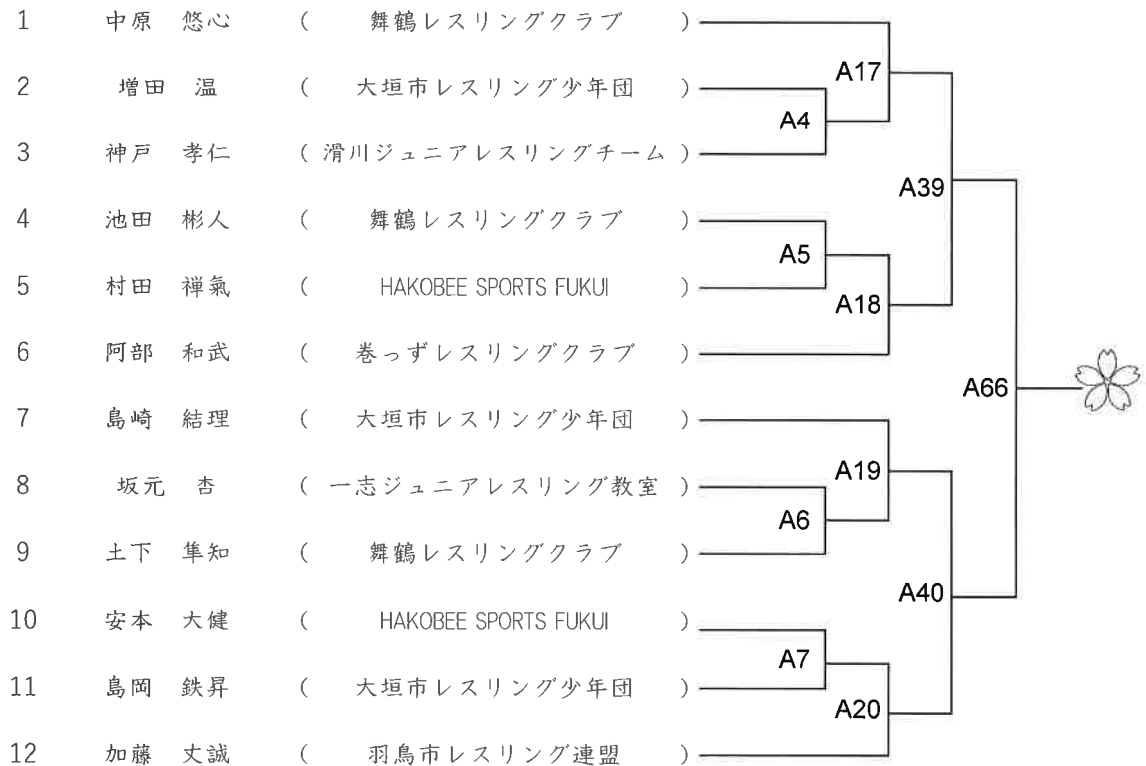 1 中原 悠心 ( 舞鶴レスリングクラブ )
A17
2 増田 温 ( 大垣市レスリング少年団 )
A4
3 神戸 孝仁 ( 滑川ジュニアレスリングチーム )
A39
4 池田 彬人 ( 舞鶴レスリングクラブ )
A5
5 村田 禅氣 ( HAKOBEE SPORTS FUKUI )
A18
6 阿部 和武 ( 巻っずレスリングクラブ )
A66
7 島崎 結理 ( 大垣市レスリング少年団 )
A19
8 坂元 杏 ( 一志ジュニアレスリング教室 )
A6
9 土下 隼知 ( 舞鶴レスリングクラブ )
A40
10 安本 大健 ( HAKOBEE SPORTS FUKUI )
A7
11 島岡 鉄昇 ( 大垣市レスリング少年団 )
A20
12 加藤 丈誠 ( 羽島市レスリング連盟 )